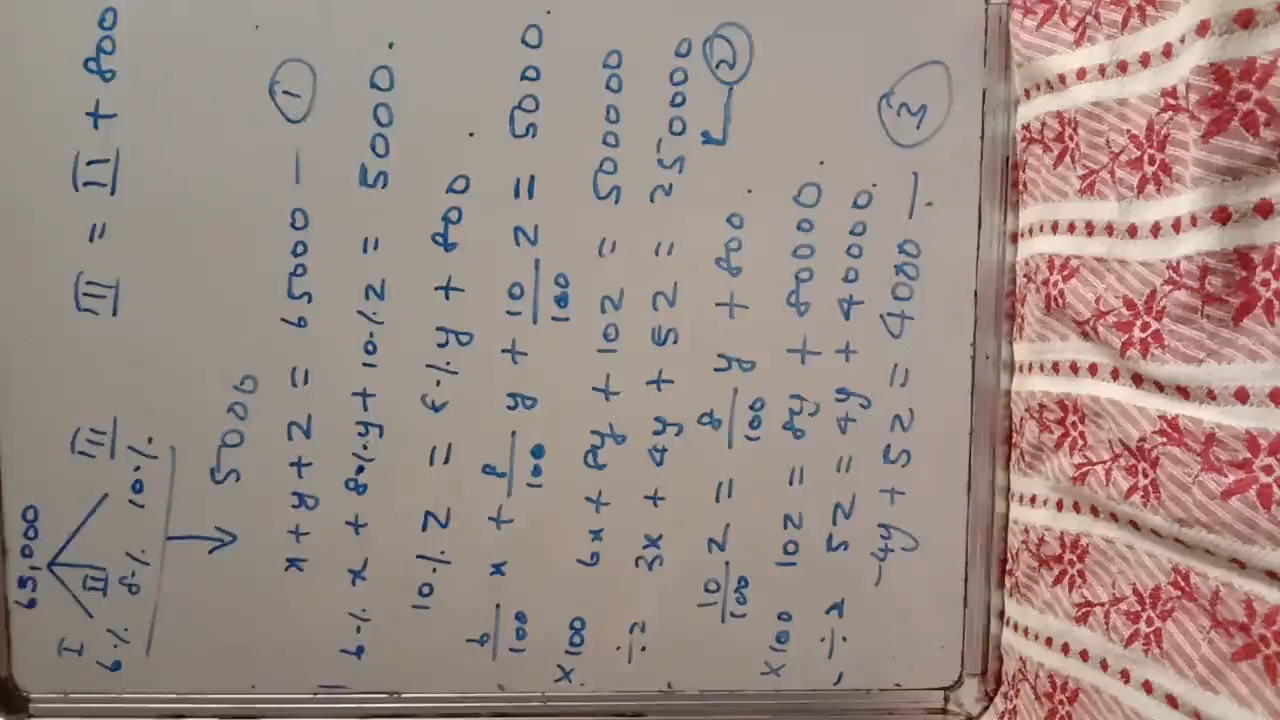 65,000
I II III III = II + 800
6% 8% 10%
5000
x + y + z = 65000 — ①
6% x + 8% y + 10% z = 5000.
10% z = 8% y + 800.
6/100 x + 8/100 y + 10/100 z = 5000.
×100 6x + 8y + 10z = 500000
÷2 3x + 4y + 5z = 250000
②
10/100 z = 8/100 y + 800.
×100 10z = 8y + 80000.
÷2 5z = 4y + 40000.
-4y + 5z = 4000 — ③